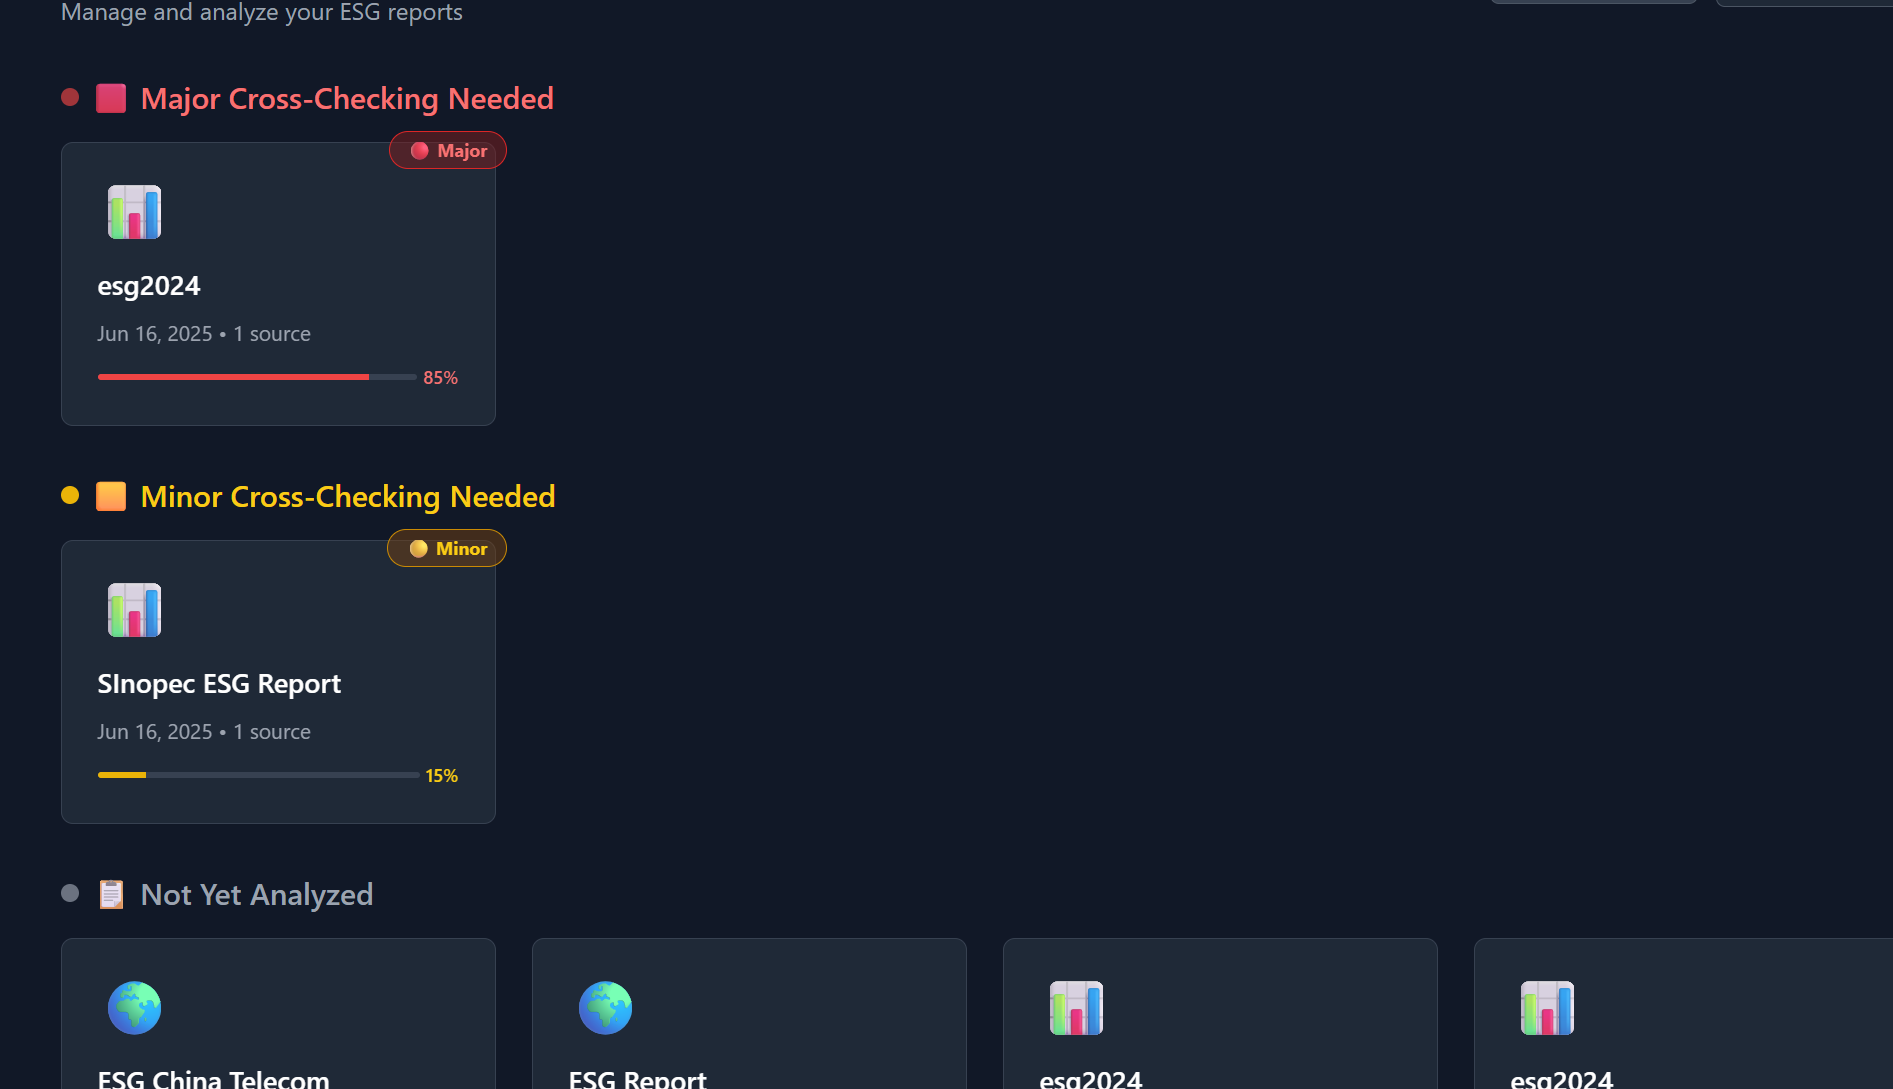 Manage and analyze your ESG reports
Major Cross-Checking Needed
Major
esg2024
Jun 16, 2025 • 1 source
85%
Minor Cross-Checking Needed
Minor
SInopec ESG Report
Jun 16, 2025 • 1 source
15%
Not Yet Analyzed
ESG China Telecom
ESG Report
esg2024
esg2024